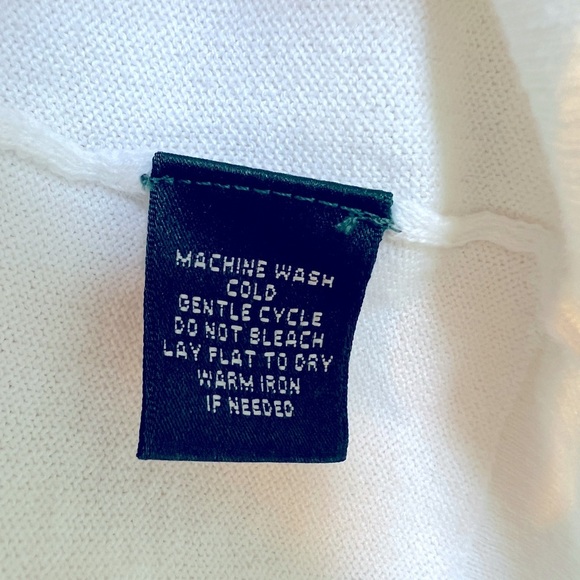 MACHINE WASH
COLD
GENTLE CYCLE
DO NOT BLEACH
LAY FLAT TO DRY
WARM IRON
IF NEEDED